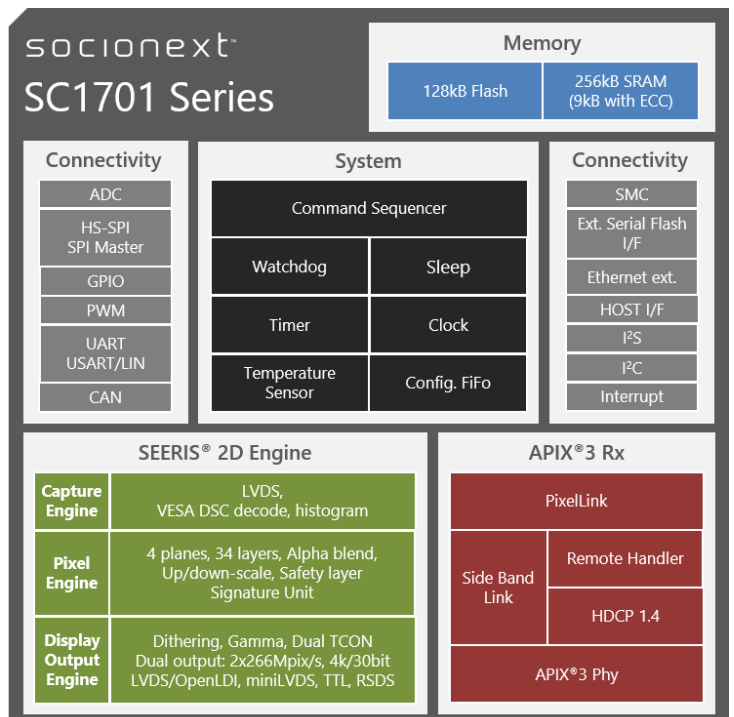 socionext™
SC1701 Series
Memory
128kB Flash
256kB SRAM
(9kB with ECC)
Connectivity
ADC
HS-SPI
SPI Master
GPIO
PWM
UART
USART/LIN
CAN
System
Command Sequencer
Watchdog
Sleep
Timer
Clock
Temperature
Sensor
Config. FiFo
Connectivity
SMC
Ext. Serial Flash
I/F
Ethernet ext.
HOST I/F
I²S
I²C
Interrupt
SEERIS® 2D Engine
Capture
Engine
LVDS,
VESA DSC decode, histogram
Pixel
Engine
4 planes, 34 layers, Alpha blend,
Up/down-scale, Safety layer
Signature Unit
Display
Output
Engine
Dithering, Gamma, Dual TCON
Dual output: 2x266Mpix/s, 4k/30bit
LVDS/OpenLDI, miniLVDS, TTL, RSDS
APIX®3 Rx
PixelLink
Side Band
Link
Remote Handler
HDCP 1.4
APIX®3 Phy